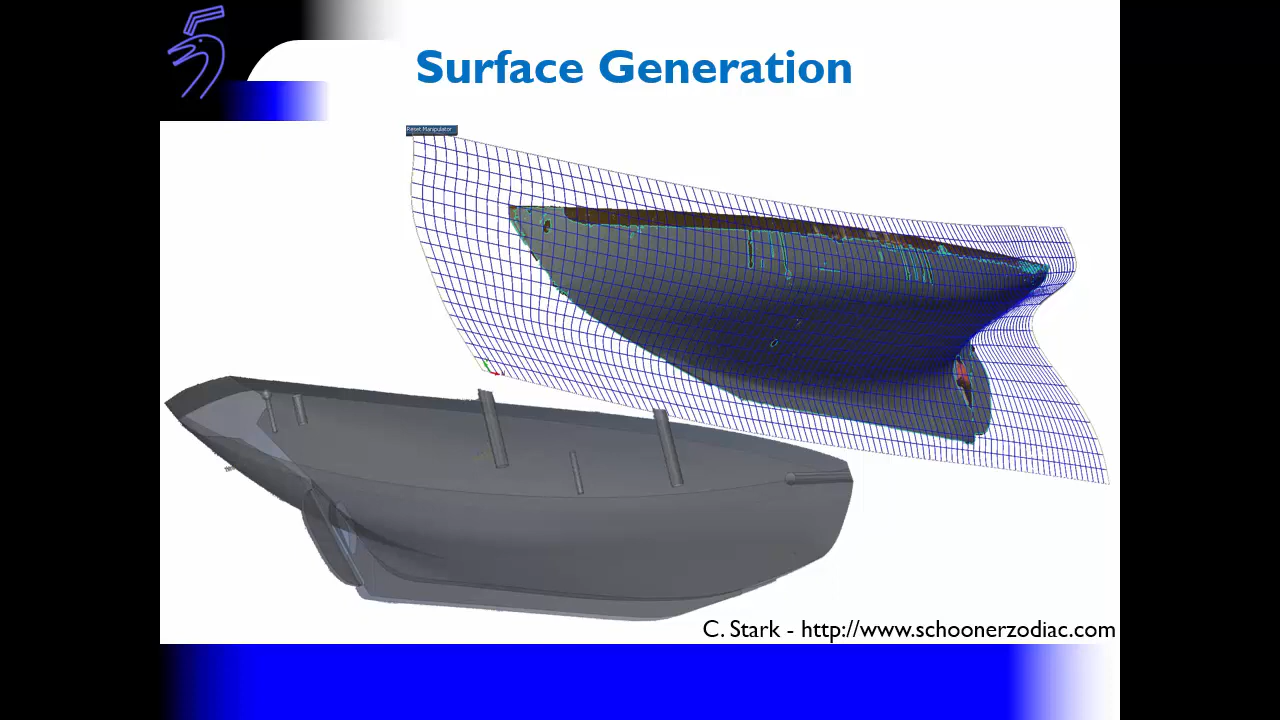 Surface Generation
Reset Manipulator
C. Stark - http://www.schoonerzodiac.com